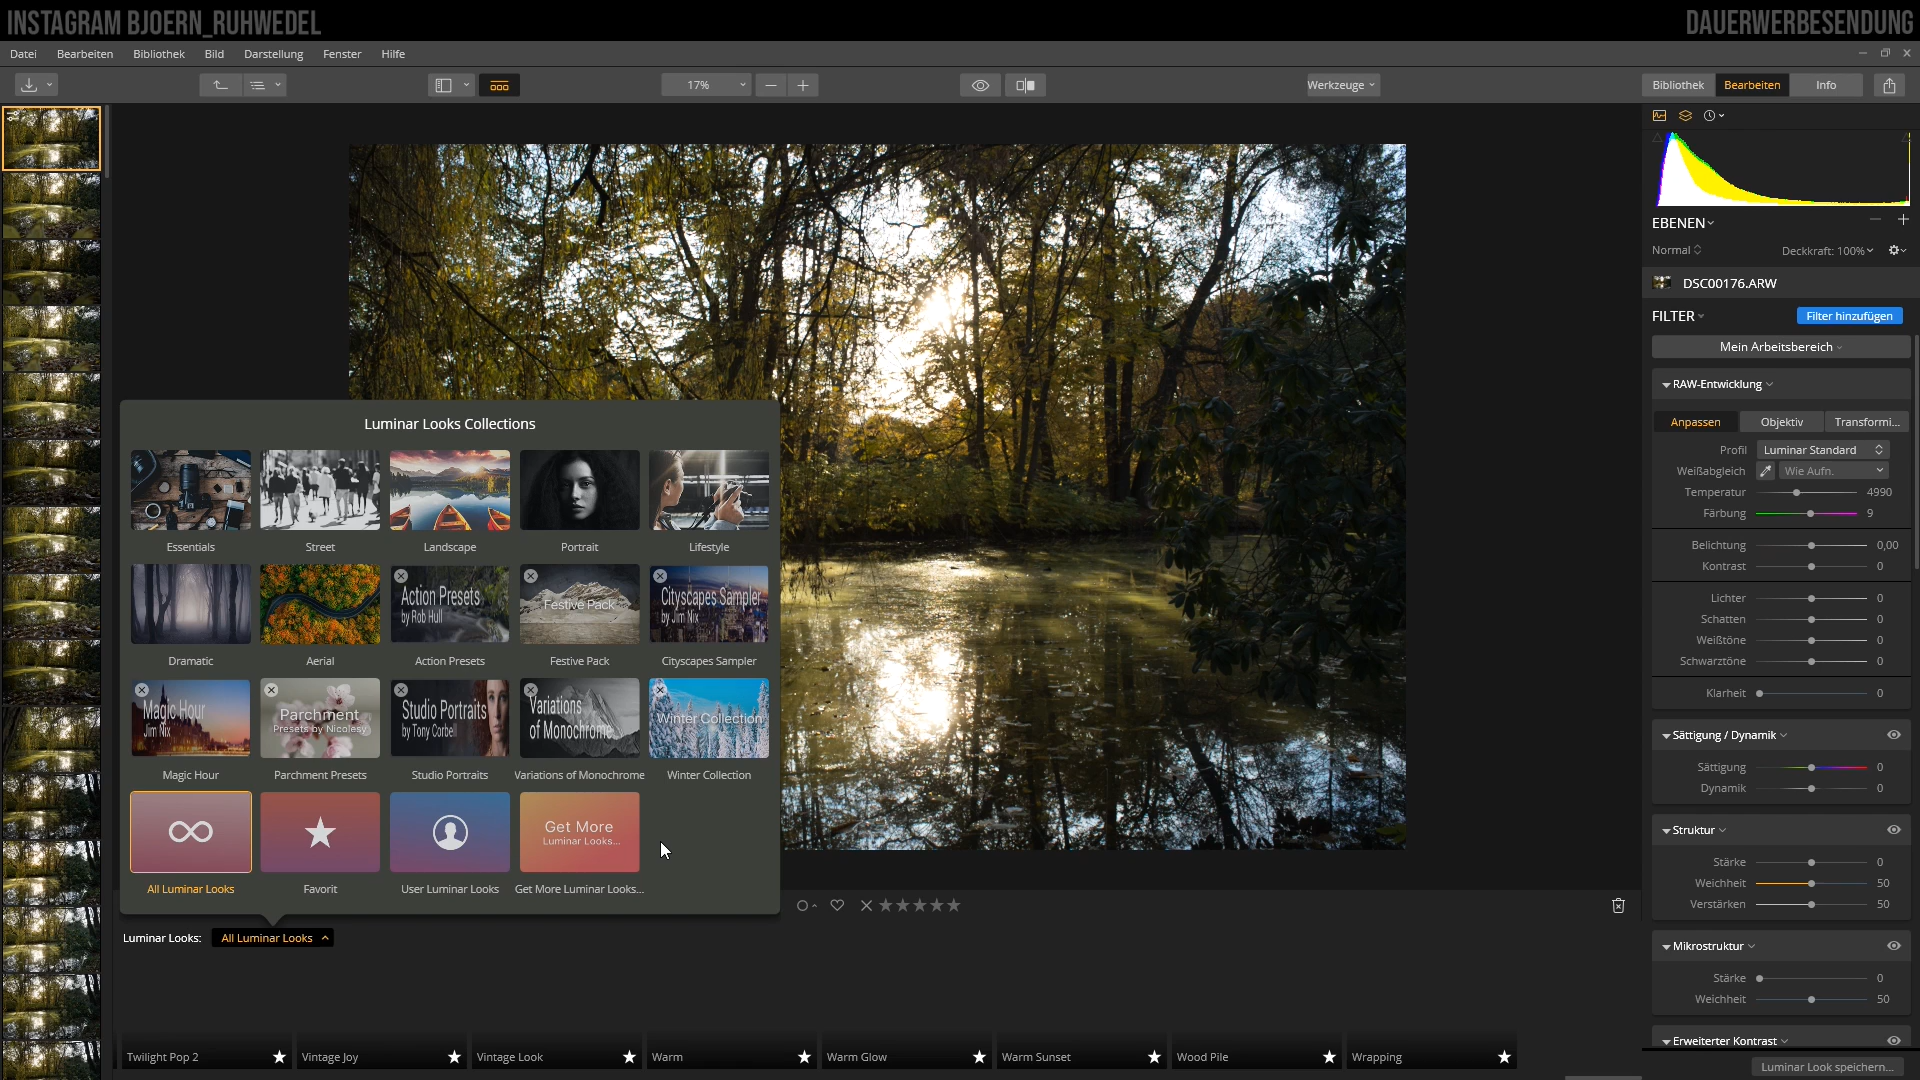 INSTAGRAM BJOERN_RUHWEDEL
DAUERWERBESENDUNG
Datei Bearbeiten Bibliothek Bild Darstellung Fenster Hilfe
17%
Werkzeuge
Bibliothek Bearbeiten Info
EBENEN
Normal Deckkraft: 100%
DSC00176.ARW
FILTER Filter hinzufügen
Mein Arbeitsbereich
RAW-Entwicklung
Anpassen Objektiv Transformi...
Profil Luminar Standard
Weißabgleich Wie Aufn.
Temperatur 4990
Färbung 9
Belichtung 0,00
Kontrast 0
Lichter 0
Schatten 0
Weißtöne 0
Schwarztöne 0
Klarheit 0
Sättigung / Dynamik
Sättigung 0
Dynamik 0
Struktur
Stärke 0
Weichheit 50
Verstärken 50
Mikrostruktur
Stärke 0
Weichheit 50
Erweiterter Kontrast
Luminar Look speichern...
Luminar Looks Collections
Essentials Street Landscape Portrait Lifestyle
Action Presets
by Rob Hull
Festive Pack
Cityscapes Sampler
by Jim Nix
Dramatic Aerial Action Presets Festive Pack Cityscapes Sampler
Magic Hour
Jim Nix
Parchment
Presets by Nicolesy
Studio Portraits
by Tony Corbell
Variations
of Monochrome
Winter Collection
Magic Hour Parchment Presets Studio Portraits Variations of Monochrome Winter Collection
Get More
Luminar Looks...
All Luminar Looks Favorit User Luminar Looks Get More Luminar Looks...
Luminar Looks: All Luminar Looks
Twilight Pop 2 Vintage Joy Vintage Look Warm Warm Glow Warm Sunset Wood Pile Wrapping